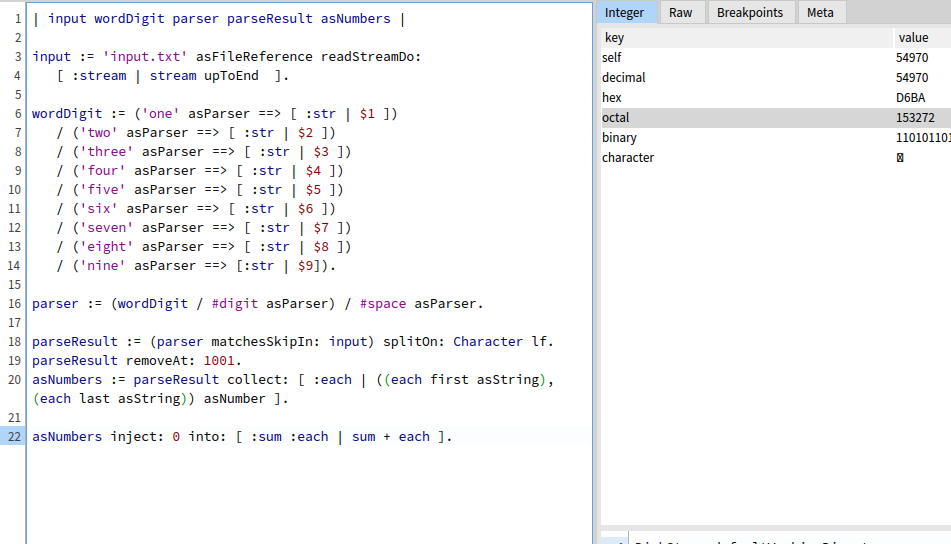 1 | input wordDigit parser parseResult asNumbers |
2
3 input := 'input.txt' asFileReference readStreamDo:
4 [ :stream | stream upToEnd ].
5
6 wordDigit := ('one' asParser ==> [ :str | $1 ])
7 / ('two' asParser ==> [ :str | $2 ])
8 / ('three' asParser ==> [ :str | $3 ])
9 / ('four' asParser ==> [ :str | $4 ])
10 / ('five' asParser ==> [ :str | $5 ])
11 / ('six' asParser ==> [ :str | $6 ])
12 / ('seven' asParser ==> [ :str | $7 ])
13 / ('eight' asParser ==> [ :str | $8 ])
14 / ('nine' asParser ==> [:str | $9]).
15
16 parser := (wordDigit / #digit asParser) / #space asParser.
17
18 parseResult := (parser matchesSkipIn: input) splitOn: Character lf.
19 parseResult removeAt: 1001.
20 asNumbers := parseResult collect: [ :each | ((each first asString),
(each last asString)) asNumber ].
21
22 asNumbers inject: 0 into: [ :sum :each | sum + each ].
Integer Raw Breakpoints Meta
key value
self 54970
decimal 54970
hex D6BA
octal 153272
binary 110101101
character